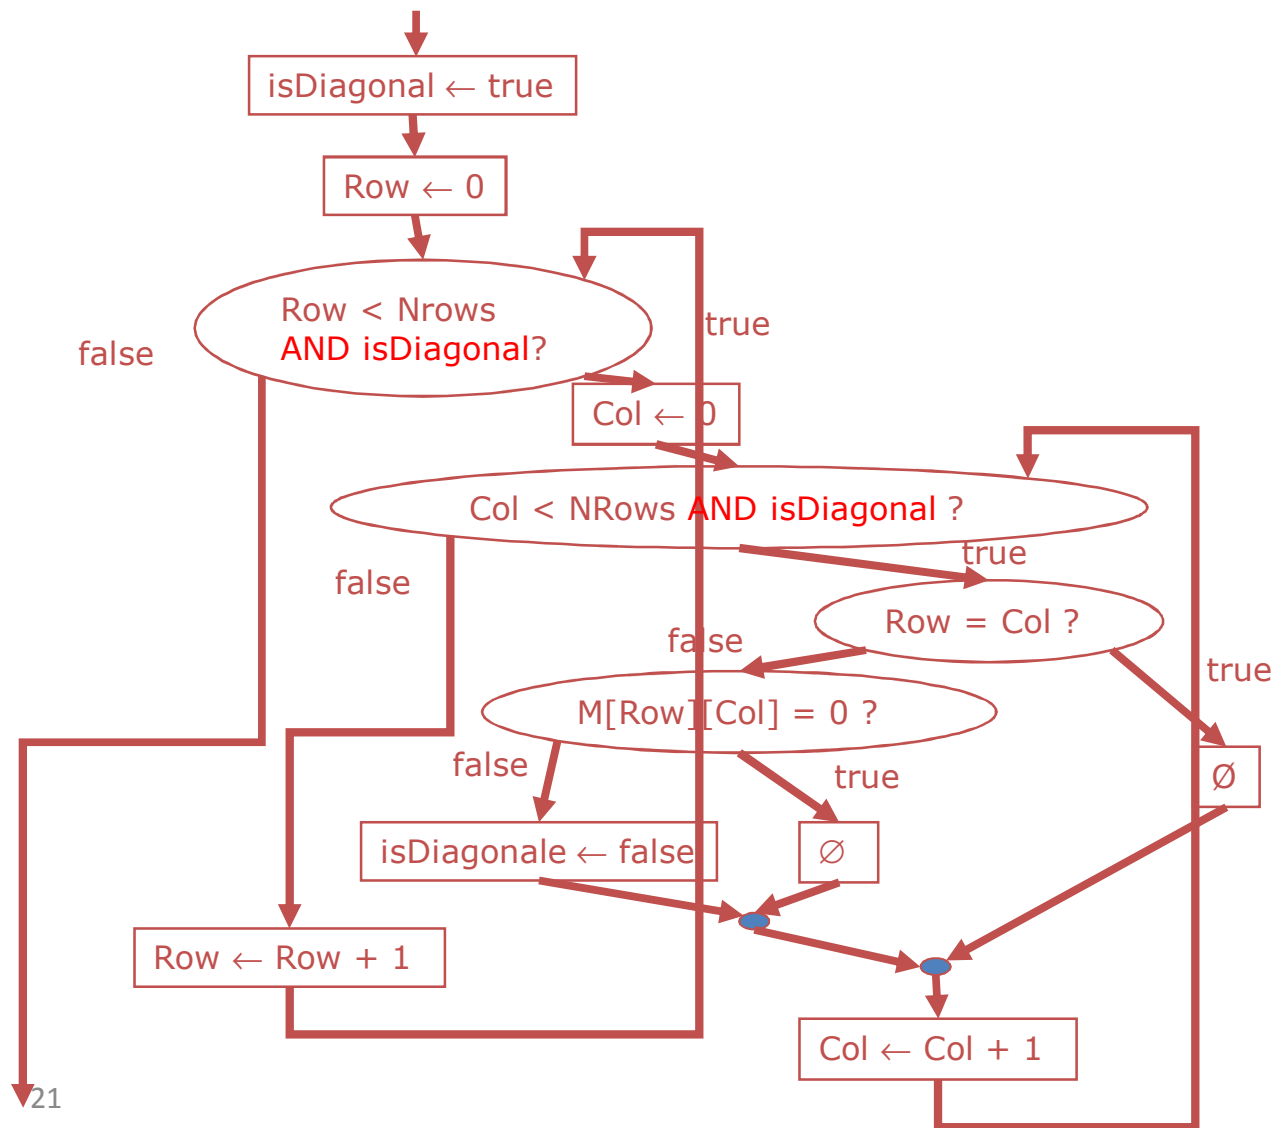 isDiagonal ← true
Row ← 0
Row < Nrows
AND isDiagonal?
true
false
Col ← 0
Col < NRows AND isDiagonal ?
true
false
Row = Col ?
false
true
M[Row][Col] = 0 ?
false
true
Ø
isDiagonale ← false
∅
Row ← Row + 1
Col ← Col + 1
21